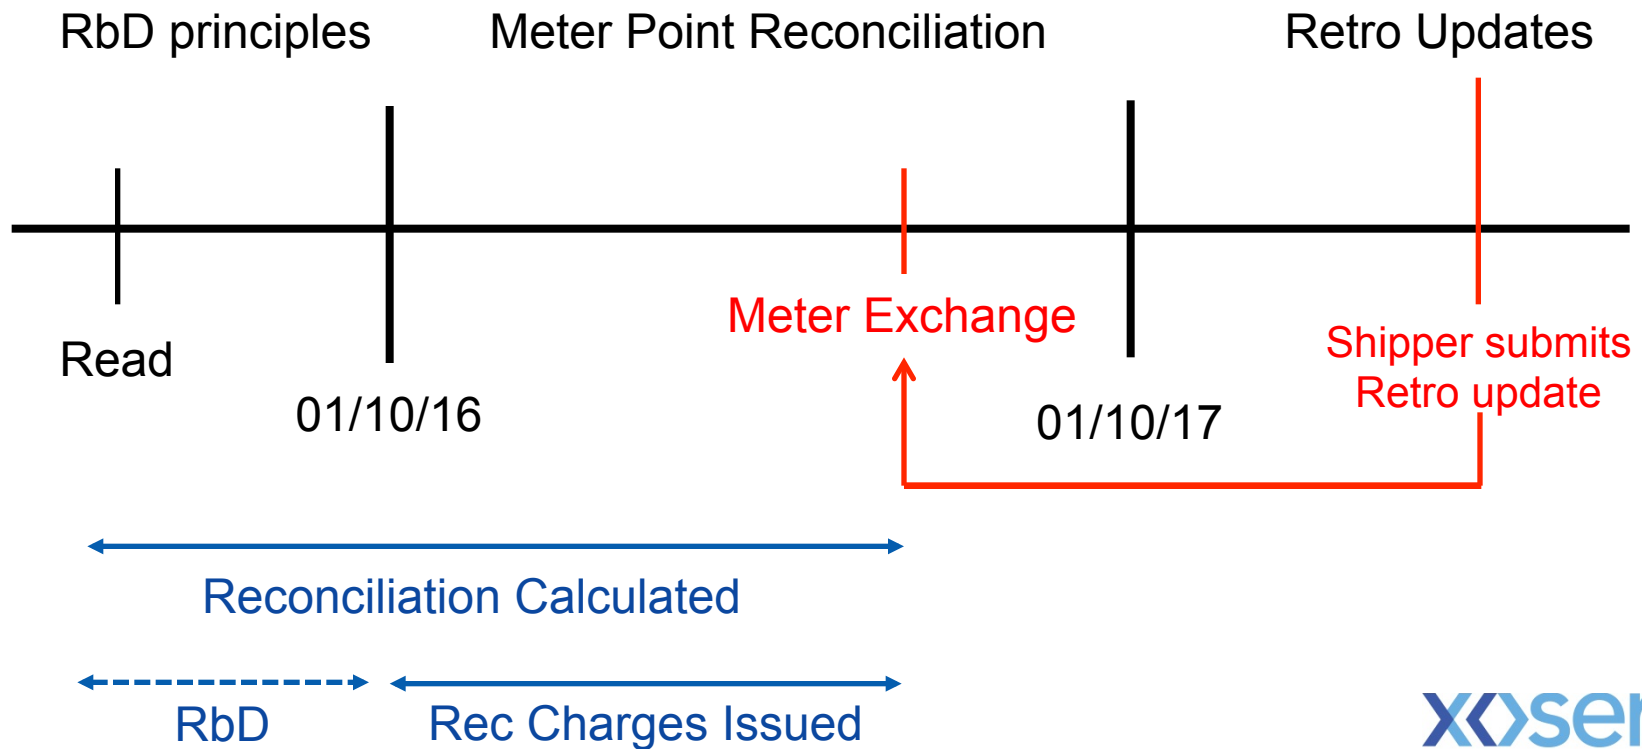 RbD principles
Meter Point Reconciliation
Retro Updates
Read
01/10/16
Meter Exchange
01/10/17
Shipper submits
Retro update
Reconciliation Calculated
RbD
Rec Charges Issued
xoser